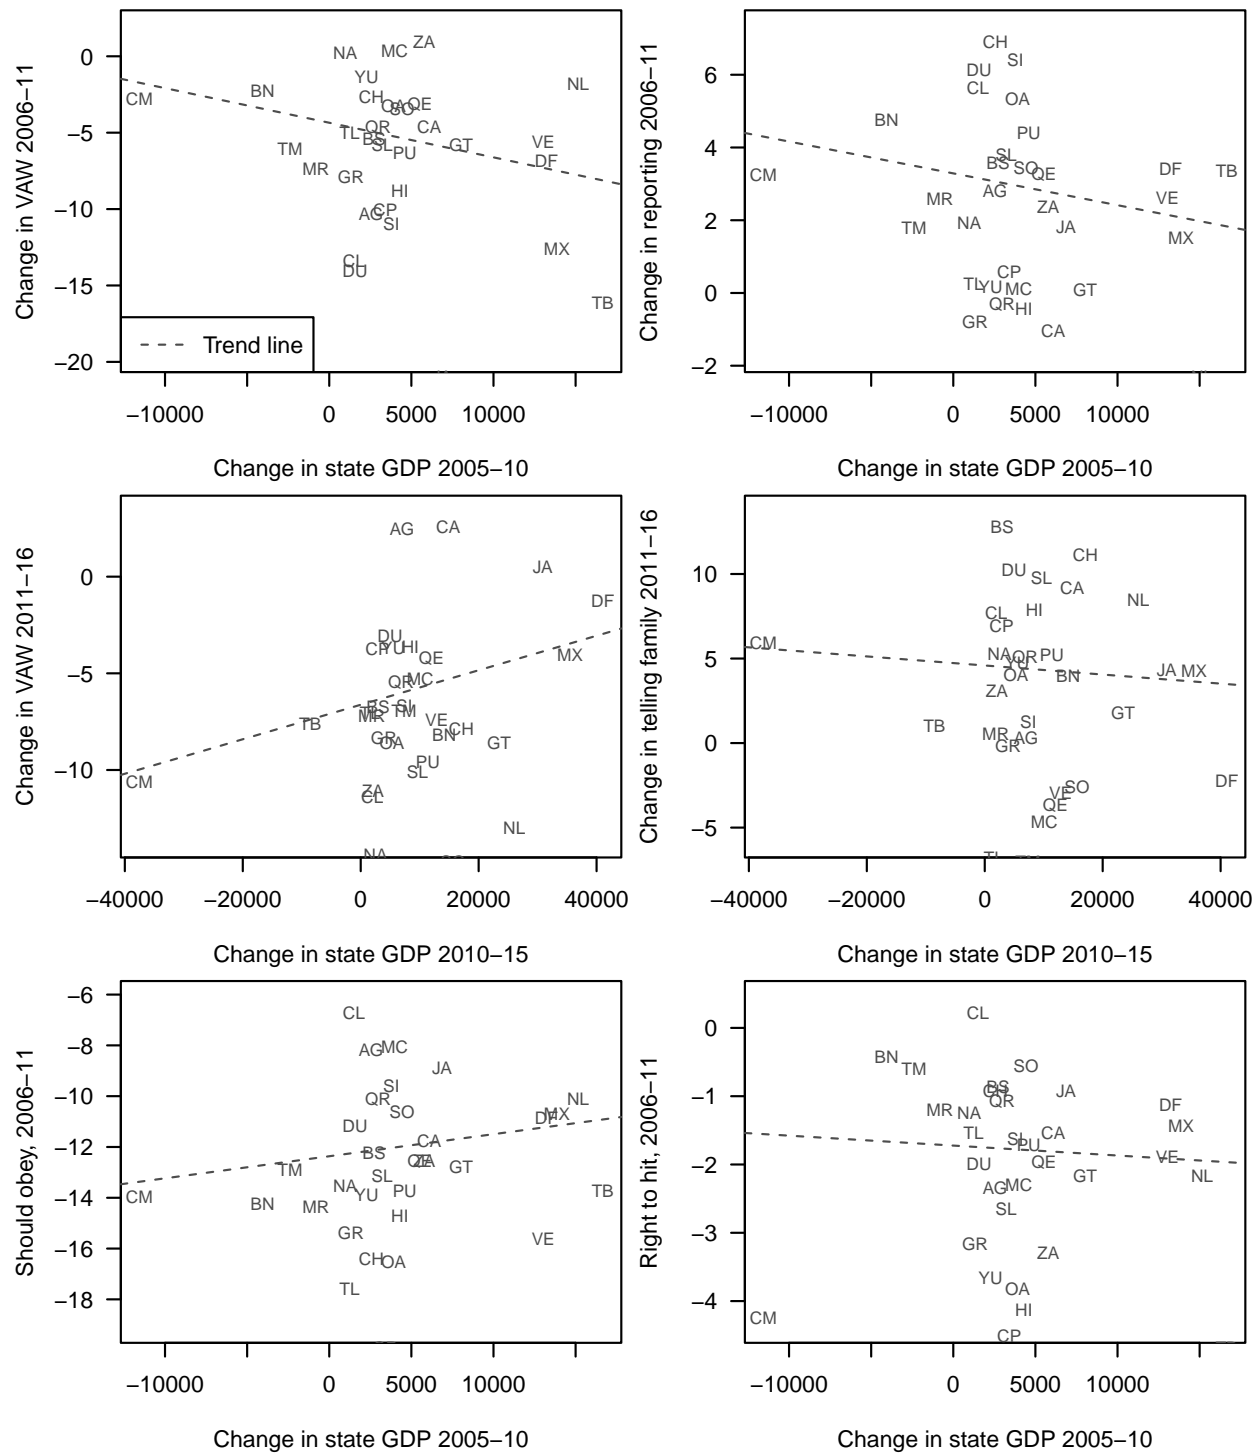 Change in VAW 2006−11
0
−5
−10
−15
−20
ZA
NA MC
YU
CM BN CH OA SO QE NL
QR CA
TL BS SL GT VE
TM PU DF
MR GR
HI
AG CP
SI
MX
CL
DU
TB
Trend line
−10000 0 5000 10000
Change in state GDP 2005−10
Change in reporting 2006−11
6
4
2
0
−2
CH
SI
DU
CL
OA
BN
PU
SL
BS SO QE DF TB
CM
AG
MR VE
ZA
TM NA JA
MX
CP
TL YU MC GT
QR HI
GR CA
−10000 0 5000 10000
Change in state GDP 2005−10
Change in VAW 2011−16
0
−5
−10
AG CA
JA
DF
DU
CP YU HI
QE MX
QR MC
BS SI
TL MR TM
TB VE CH
GR OA BN GT
PU
CM SL
ZA
CL
NL
NA
−40000 −20000 0 20000 40000
Change in state GDP 2010−15
Change in telling family 2011−16
10
5
0
−5
BS
CH
DU SL
CA
NL
CL HI
CP
CM
NA QR PU
YU
OA BN JA MX
ZA
GT
TB SI
MR AG
GR
DF
VE SO
QE
MC
TL
−40000 −20000 0 20000 40000
Change in state GDP 2010−15
Should obey, 2006−11
−6
−8
−10
−12
−14
−16
−18
CL
AG MC
JA
SI
QR NL
SO MX
DU DF
CA
BS QE ZA
TM GT
SL
NA PU TB
CM YU
BN MR
HI
GR VE
CH OA
TL
−10000 0 5000 10000
Change in state GDP 2005−10
Right to hit, 2006−11
0
−1
−2
−3
−4
CL
BN
TM SO
BS
CH JA
QR
MR NA DF
MX
TL SI CA
PU
DU QE VE
GT NL
AG MC
SL
GR
ZA
YU
OA
HI
CM
CP
−10000 0 5000 10000
Change in state GDP 2005−10